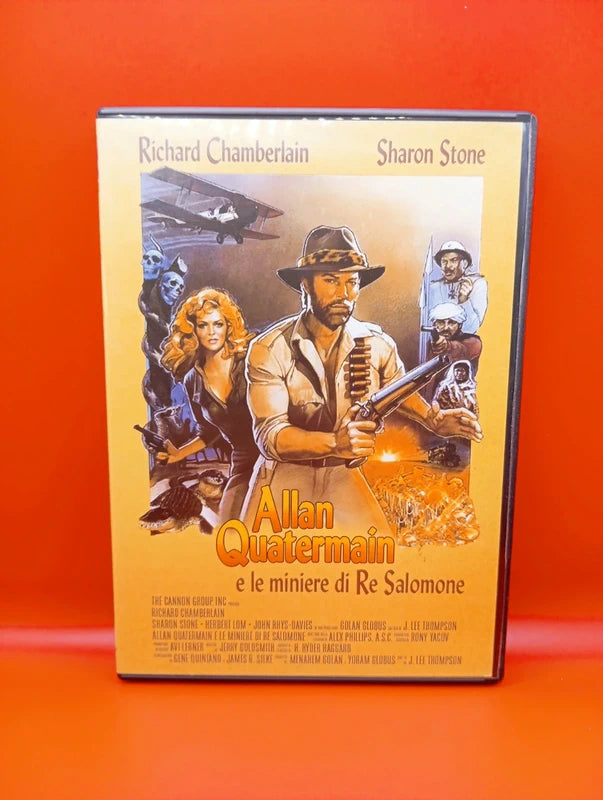 Richard Chamberlain Sharon Stone
Allan
Quatermain
e le miniere di Re Salomone
THE CANNON GROUP, INC.
RICHARD CHAMBERLAIN
SHARON STONE - HERBERT LOM - JOHN RHYS-DAVIES GOLAN GLOBUS J. LEE THOMPSON
ALLAN QUATERMAIN E LE MINIERE DI RE SALOMONE ALEX PHILLIPS, A.S.C. RONY YACOV
AVI LERNER JERRY GOLDSMITH H. RYDER HAGGARD
GENE QUINTANO - JAMES R. SILKE MENAHEM GOLAN - YORAM GLOBUS J. LEE THOMPSON